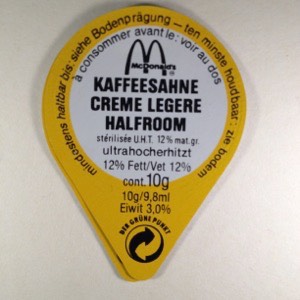 mindostens haltbar bis: siehe Bodenprägung – ten minste houdbaar: zie bodem
à consommer avant le: voir au dos
McDonald's ®
KAFFEESAHNE
CREME LEGERE
HALFROOM
stérilisée U.H.T. 12% mat.gr.
ultrahocherhitzt
12% Fett/Vet 12%
cont.10g
10g/9,8ml
Eiwit 3,0%
DER GRÜNE PUNKT